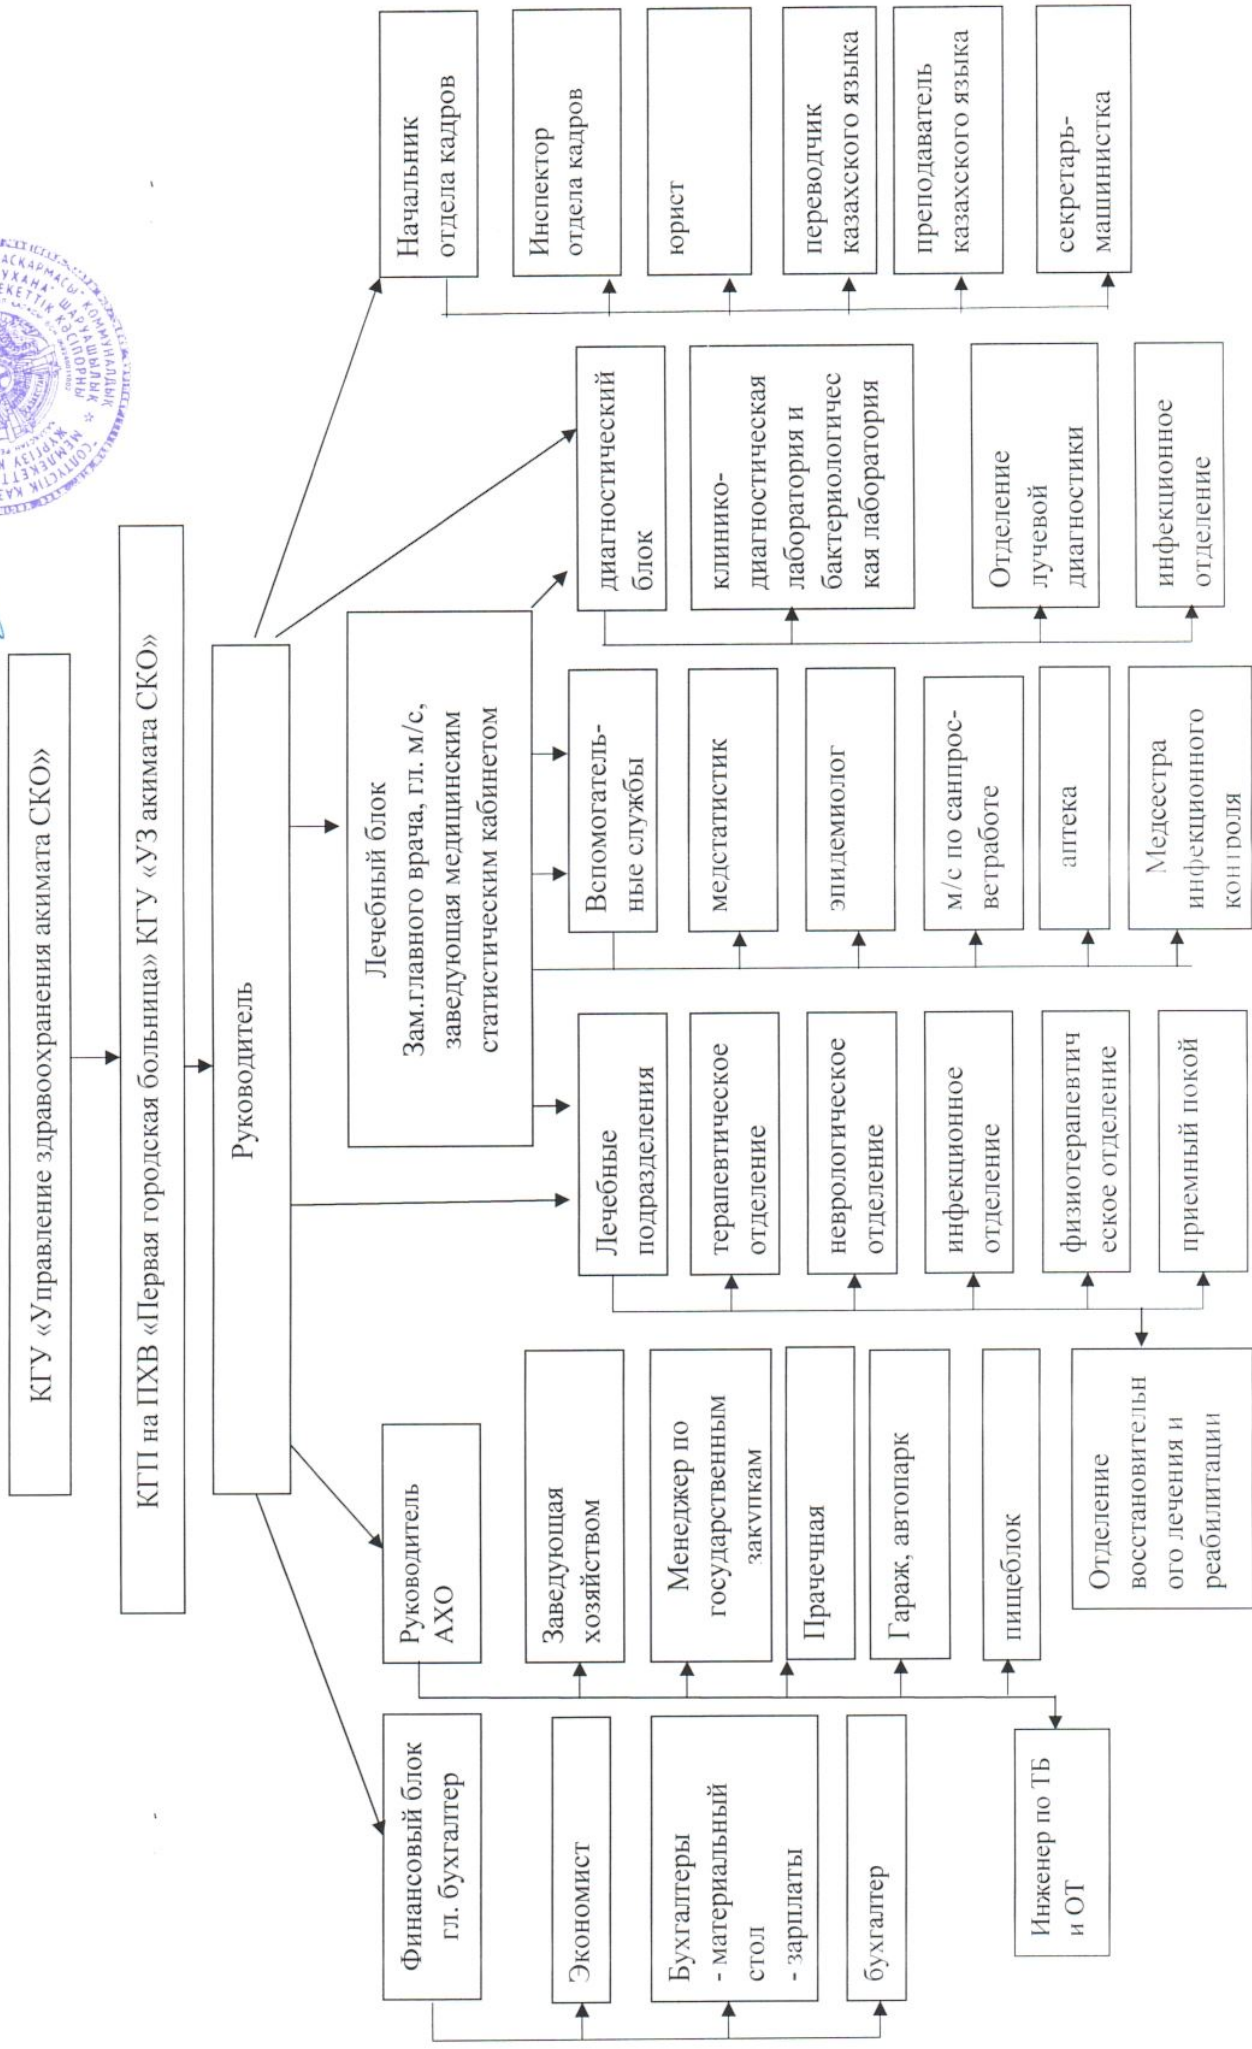 КГУ «Управление здравоохранения акимата СКО»
КГП на ПХВ «Первая городская больница» КГУ «УЗ акимата СКО»
Руководитель
Финансовый блок
гл. бухгалтер
Экономист
Бухгалтеры
- материальный
стол
- зарплаты
бухгалтер
Руководитель
АХО
Заведующая
хозяйством
Менеджер по
государственным
закупкам
Прачечная
Гараж, автопарк
пищеблок
Инженер по ТБ
и ОТ
Лечебный блок
Зам.главного врача, гл. м/с,
заведующая медицинским
статистическим кабинетом
Лечебные
подразделения
терапевтическое
отделение
неврологическое
отделение
инфекционное
отделение
физиотерапевтич
еское отделение
приемный покой
Отделение
восстановительн
ого лечения и
реабилитации
Вспомогатель-
ные службы
медстатистик
эпидемиолог
м/с по санпрос-
ветработе
аптека
Медсестра
инфекционного
контроля
диагностический
блок
клинико-
диагностическая
лаборатория и
бактериологичес
кая лаборатория
Отделение
лучевой
диагностики
инфекционное
отделение
Начальник
отдела кадров
Инспектор
отдела кадров
юрист
переводчик
казахского языка
преподаватель
казахского языка
секретарь-
машинистка